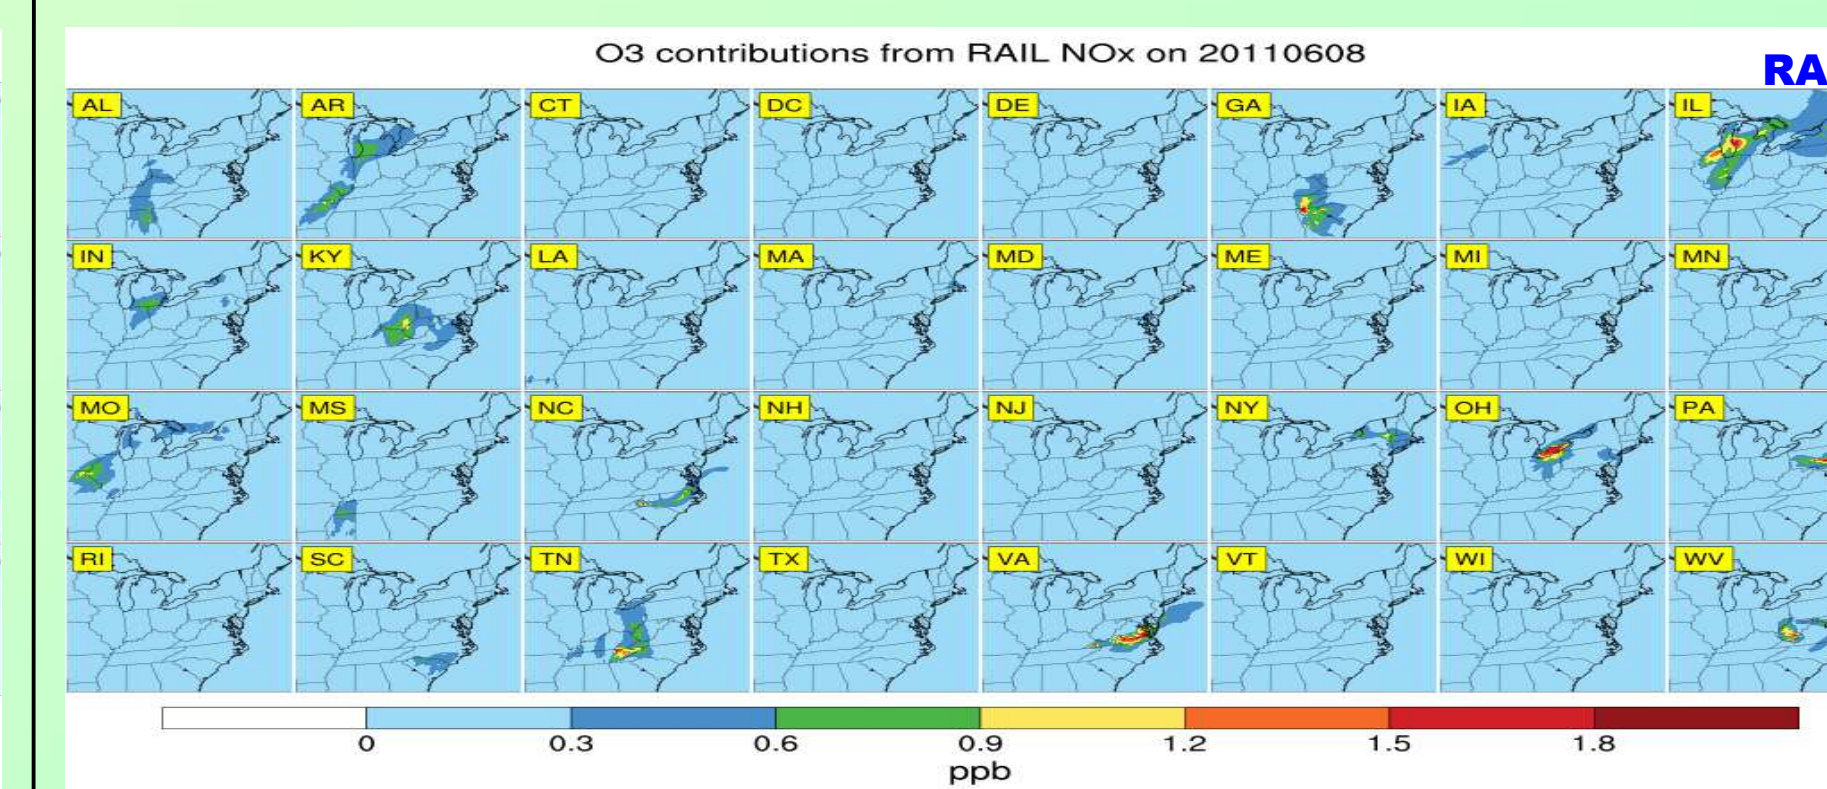 O3 contributions from RAIL NOx on 20110608
RA
AL AR CT DC DE GA IA IL
IN KY LA MA MD ME MI MN
MO MS NC NH NJ NY OH PA
RI SC TN TX VA VT WI WV
0 0.3 0.6 0.9 1.2 1.5 1.8
ppb